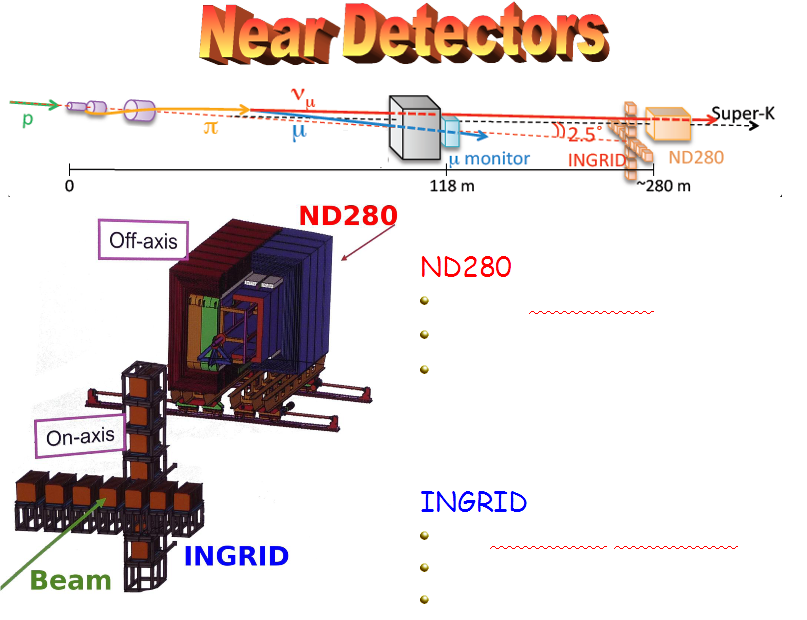 Near Detectors
p
π
νμ
μ
μ monitor
2.5°
INGRID
ND280
Super-K
0
118 m
~280 m
ND280
Off-axis
On-axis
INGRID
Beam
ND280
INGRID